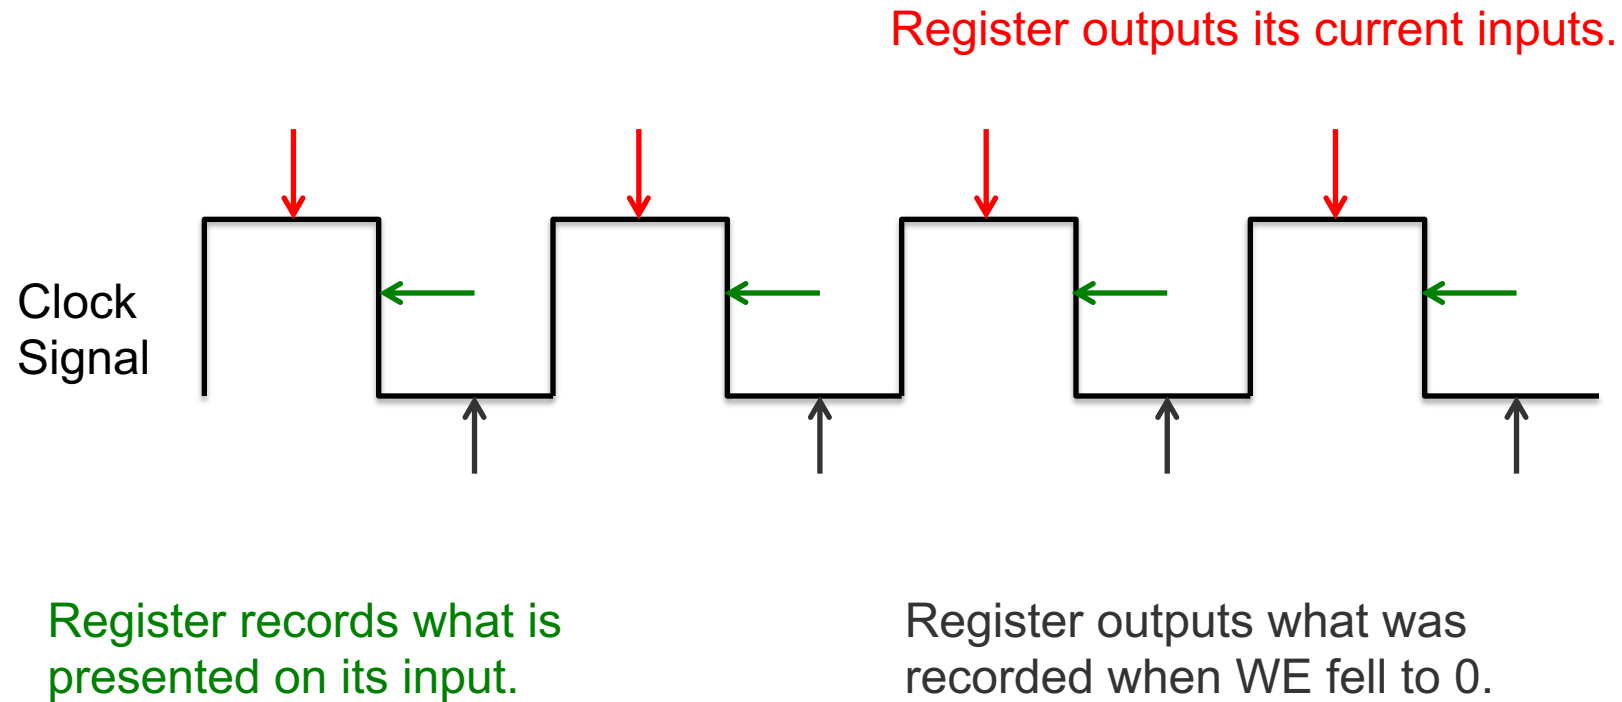 Register outputs its current inputs.
Clock
Signal
Register records what is
presented on its input.
Register outputs what was
recorded when WE fell to 0.